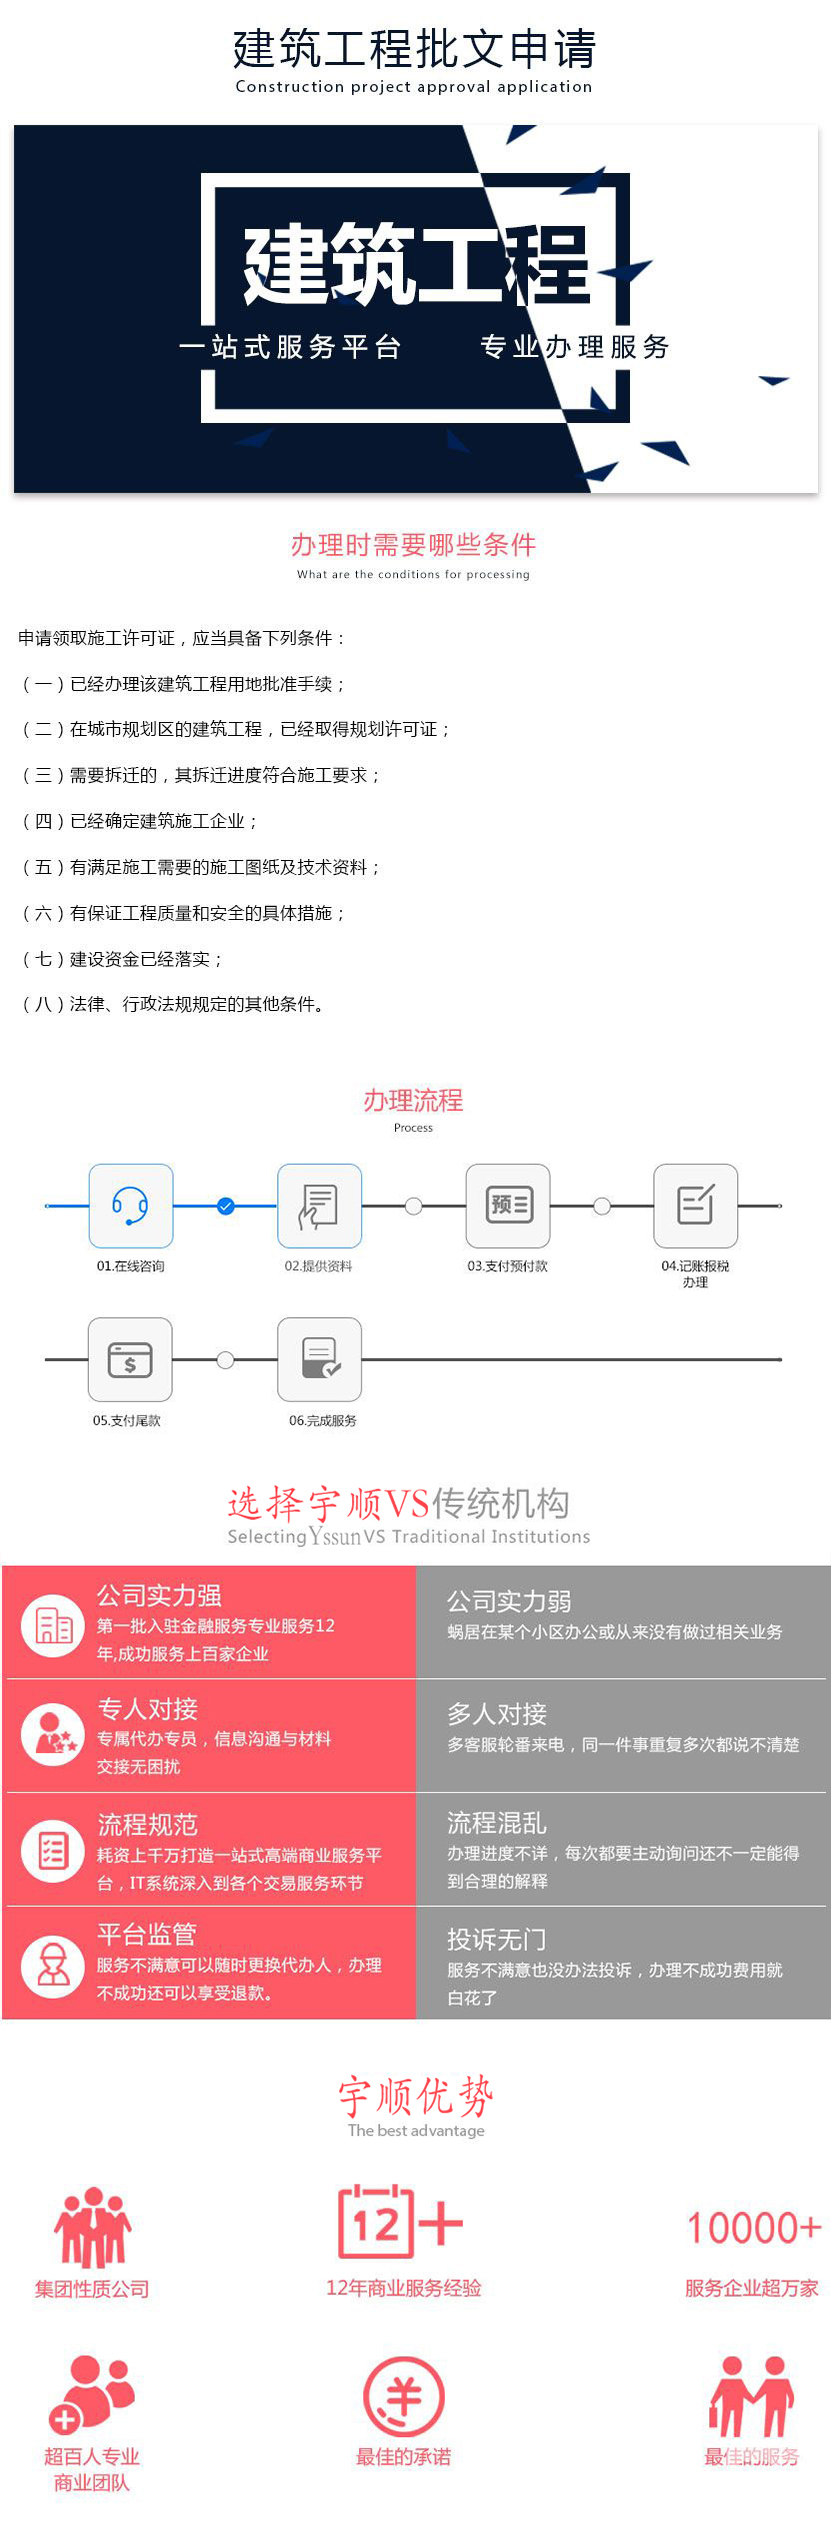 建筑工程批文申请
Construction project approval application
建筑工程
一站式服务平台 专业办理服务
办理时需要哪些条件
What are the conditions for processing
申请领取施工许可证，应当具备下列条件：
（一）已经办理该建筑工程用地批准手续；
（二）在城市规划区的建筑工程，已经取得规划许可证；
（三）需要拆迁的，其拆迁进度符合施工要求；
（四）已经确定建筑施工企业；
（五）有满足施工需要的施工图纸及技术资料；
（六）有保证工程质量和安全的具体措施；
（七）建设资金已经落实；
（八）法律、行政法规规定的其他条件。
办理流程
Process
预
01.在线咨询
02.提供资料
03.支付预付款
04.记账报税
办理
$
05.支付尾款
06.完成服务
选择宇顺VS传统机构
SelectingYssunVS Traditional Institutions
公司实力强
第一批入驻金融服务专业服务12
年,成功服务上百家企业
公司实力弱
蜗居在某个小区办公或从来没有做过相关业务
专人对接
专属代办专员，信息沟通与材料
交接无困扰
多人对接
多客服轮番来电，同一件事重复多次都说不清楚
流程规范
耗资上千万打造一站式高端商业服务平
台，IT系统深入到各个交易服务环节
流程混乱
办理进度不详，每次都要主动询问还不一定能得
到合理的解释
平台监管
服务不满意可以随时更换代办人，办理
不成功还可以享受退款。
投诉无门
服务不满意也没办法投诉，办理不成功费用就
白花了
宇顺优势
The best advantage
12+
10000+
集团性质公司
12年商业服务经验
服务企业超万家
超百人专业
商业团队
最佳的承诺
最佳的服务